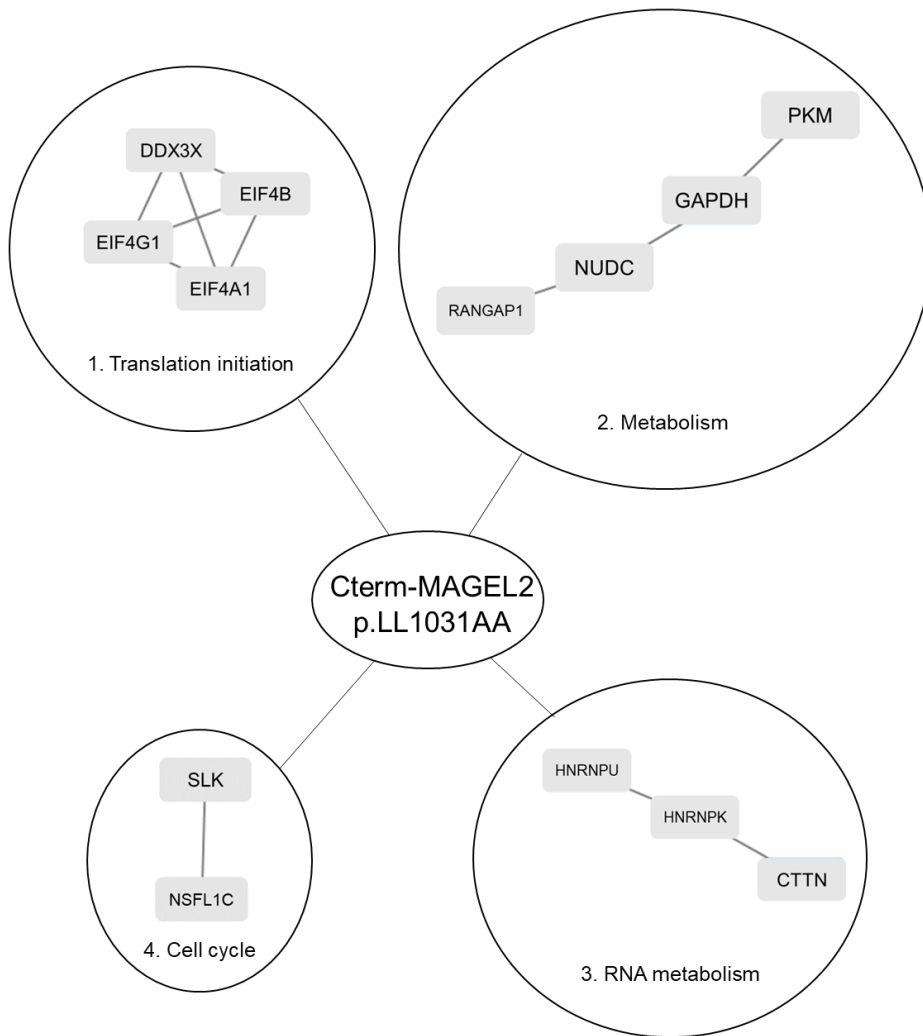 DDX3X
EIF4B
EIF4G1
EIF4A1
1. Translation initiation
PKM
GAPDH
NUDC
RANGAP1
2. Metabolism
Cterm-MAGEL2
p.LL1031AA
SLK
NSFL1C
4. Cell cycle
HNRNPU
HNRNPK
CTTN
3. RNA metabolism